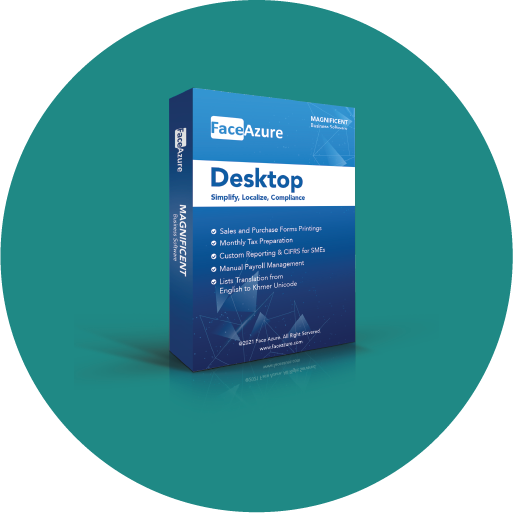 FaceAzure
MAGNIFICENT
Business Software
FaceAzure
MAGNIFICENT
Business Software
Desktop
Simplify, Localize, Compliance
Sales and Purchase Forms Printings
Monthly Tax Preparation
Custom Reporting & CIFRS for SMEs
Manual Payroll Management
Lists Translation from
English to Khmer Unicode
©2021 Face Azure. All Right Servered
www.faceazure.com